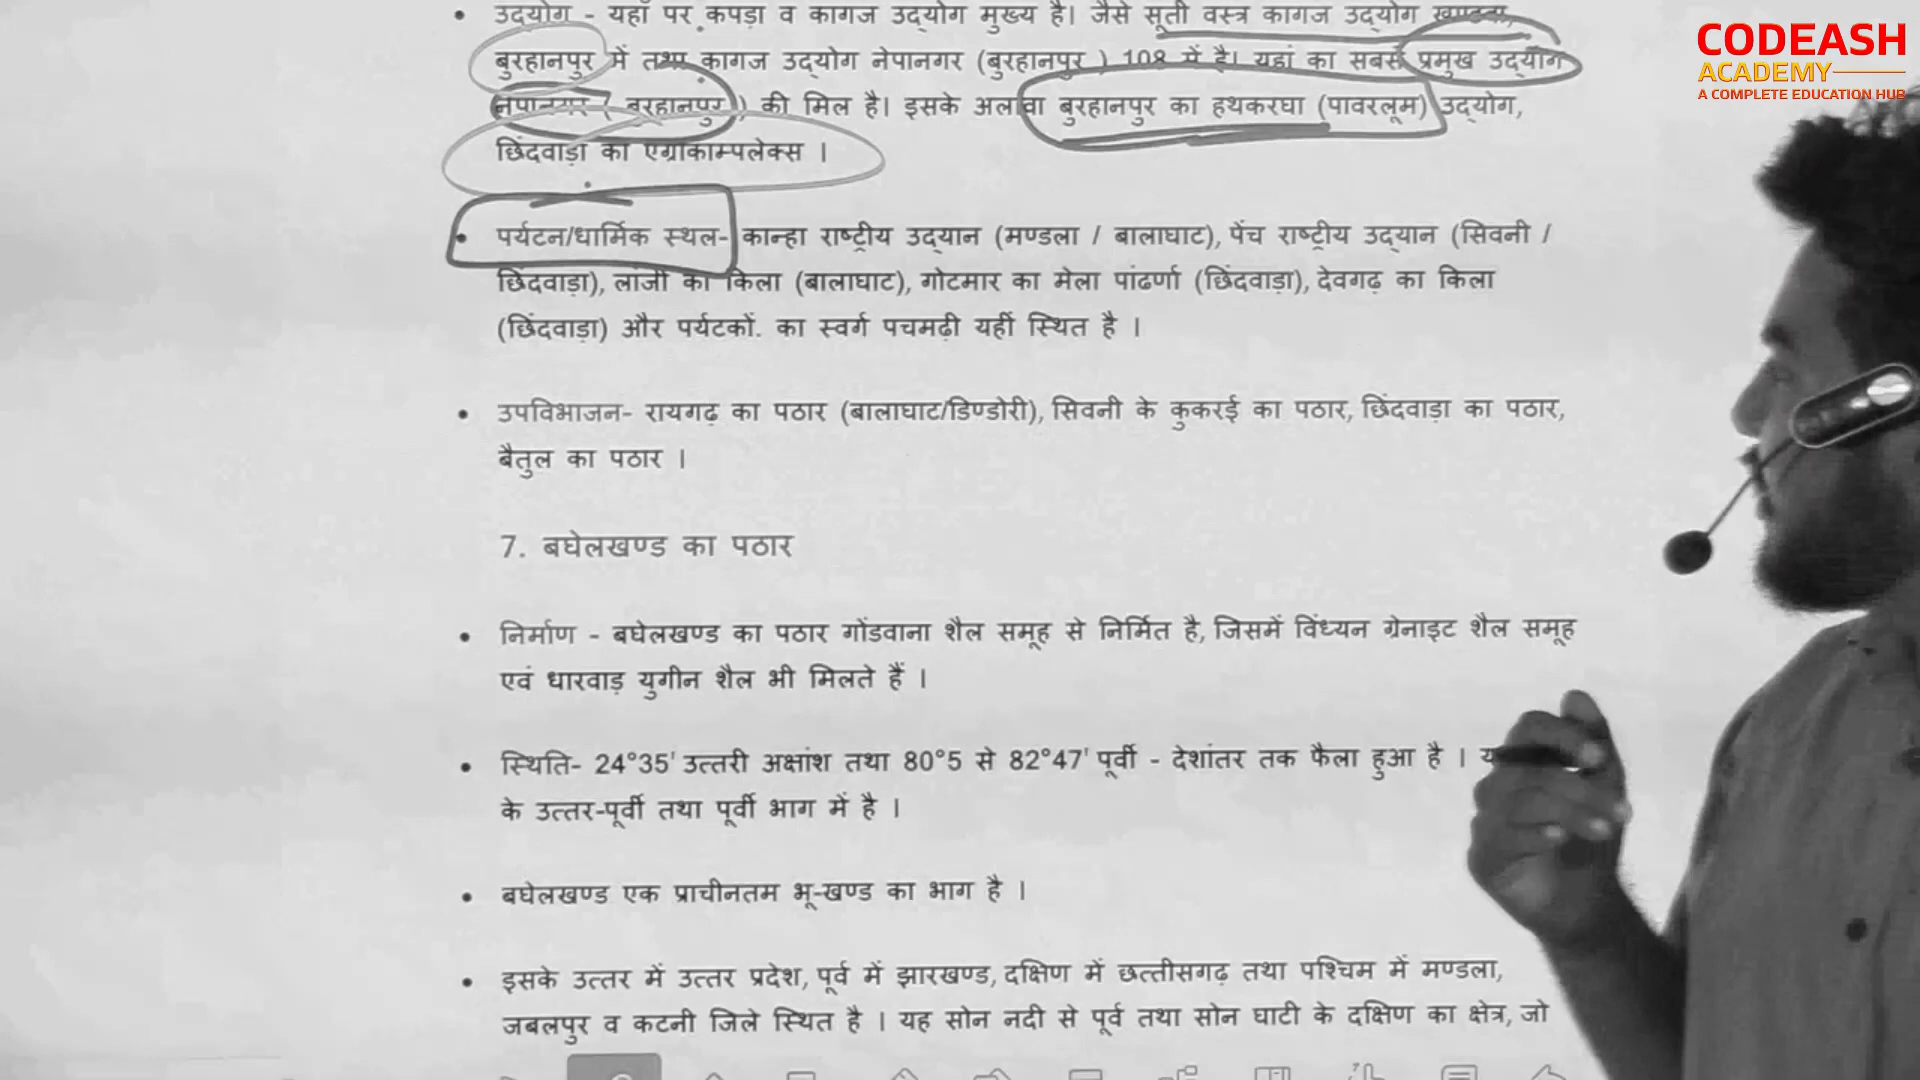 उद्योग - यहाँ पर कपड़ा व कागज उद्योग मुख्य है। जैसे सूती वस्त्र कागज उद्योग खण्डवा,
बुरहानपुर में तथा कागज उद्योग नेपानगर (बुरहानपुर ) 108 में है। यहां का सबसे प्रमुख उद्योग
नेपानगर ( बुरहानपुर ) की मिल है। इसके अलावा बुरहानपुर का हथकरघा (पावरलूम) उद्योग,
छिंदवाड़ा का एग्रोकाम्पलेक्स ।
पर्यटन/धार्मिक स्थल- कान्हा राष्ट्रीय उद्यान (मण्डला / बालाघाट), पेंच राष्ट्रीय उद्यान (सिवनी /
छिंदवाड़ा), लांजी का किला (बालाघाट), गोटमार का मेला पांढर्णा (छिंदवाड़ा), देवगढ़ का किला
(छिंदवाड़ा) और पर्यटकों. का स्वर्ग पचमढ़ी यहीं स्थित है ।
उपविभाजन- रायगढ़ का पठार (बालाघाट/डिण्डोरी), सिवनी के कुकरई का पठार, छिंदवाड़ा का पठार,
बैतुल का पठार ।
7. बघेलखण्ड का पठार
निर्माण - बघेलखण्ड का पठार गोंडवाना शैल समूह से निर्मित है, जिसमें विंध्यन ग्रेनाइट शैल समूह
एवं धारवाड़ युगीन शैल भी मिलते हैं ।
स्थिति- 24°35' उत्तरी अक्षांश तथा 80°5 से 82°47' पूर्वी - देशांतर तक फैला हुआ है ।
के उत्तर-पूर्वी तथा पूर्वी भाग में है ।
बघेलखण्ड एक प्राचीनतम भू-खण्ड का भाग है ।
इसके उत्तर में उत्तर प्रदेश, पूर्व में झारखण्ड, दक्षिण में छत्तीसगढ़ तथा पश्चिम में मण्डला,
जबलपुर व कटनी जिले स्थित है । यह सोन नदी से पूर्व तथा सोन घाटी के दक्षिण का क्षेत्र, जो
CODEASH
ACADEMY
A COMPLETE EDUCATION HUB